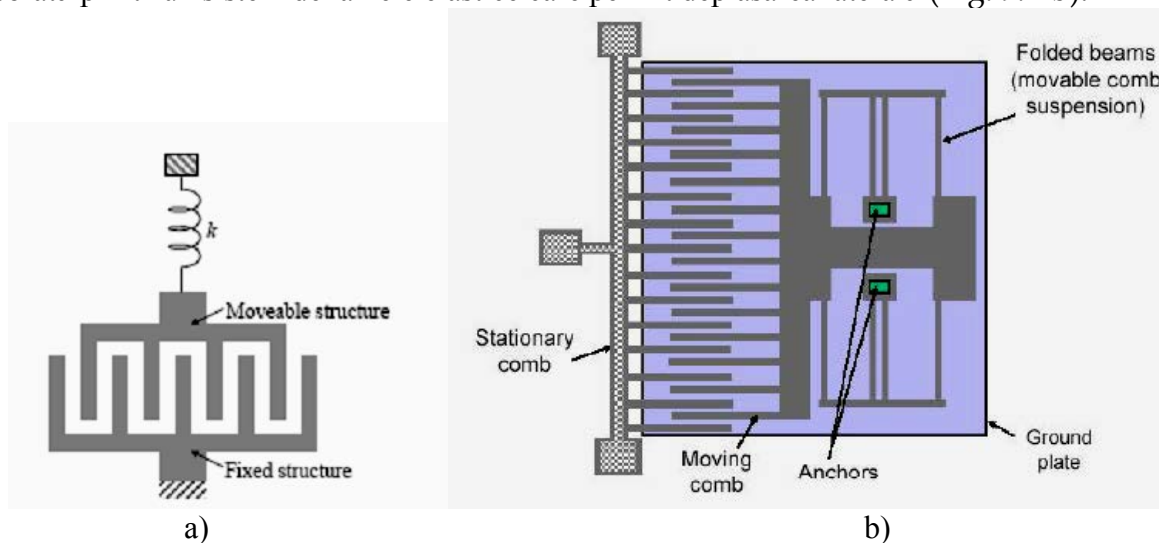 k
Moveable structure
Fixed structure
a)
Folded beams
(movable comb
suspension)
Stationary
comb
Moving
comb
Anchors
Ground
plate
b)